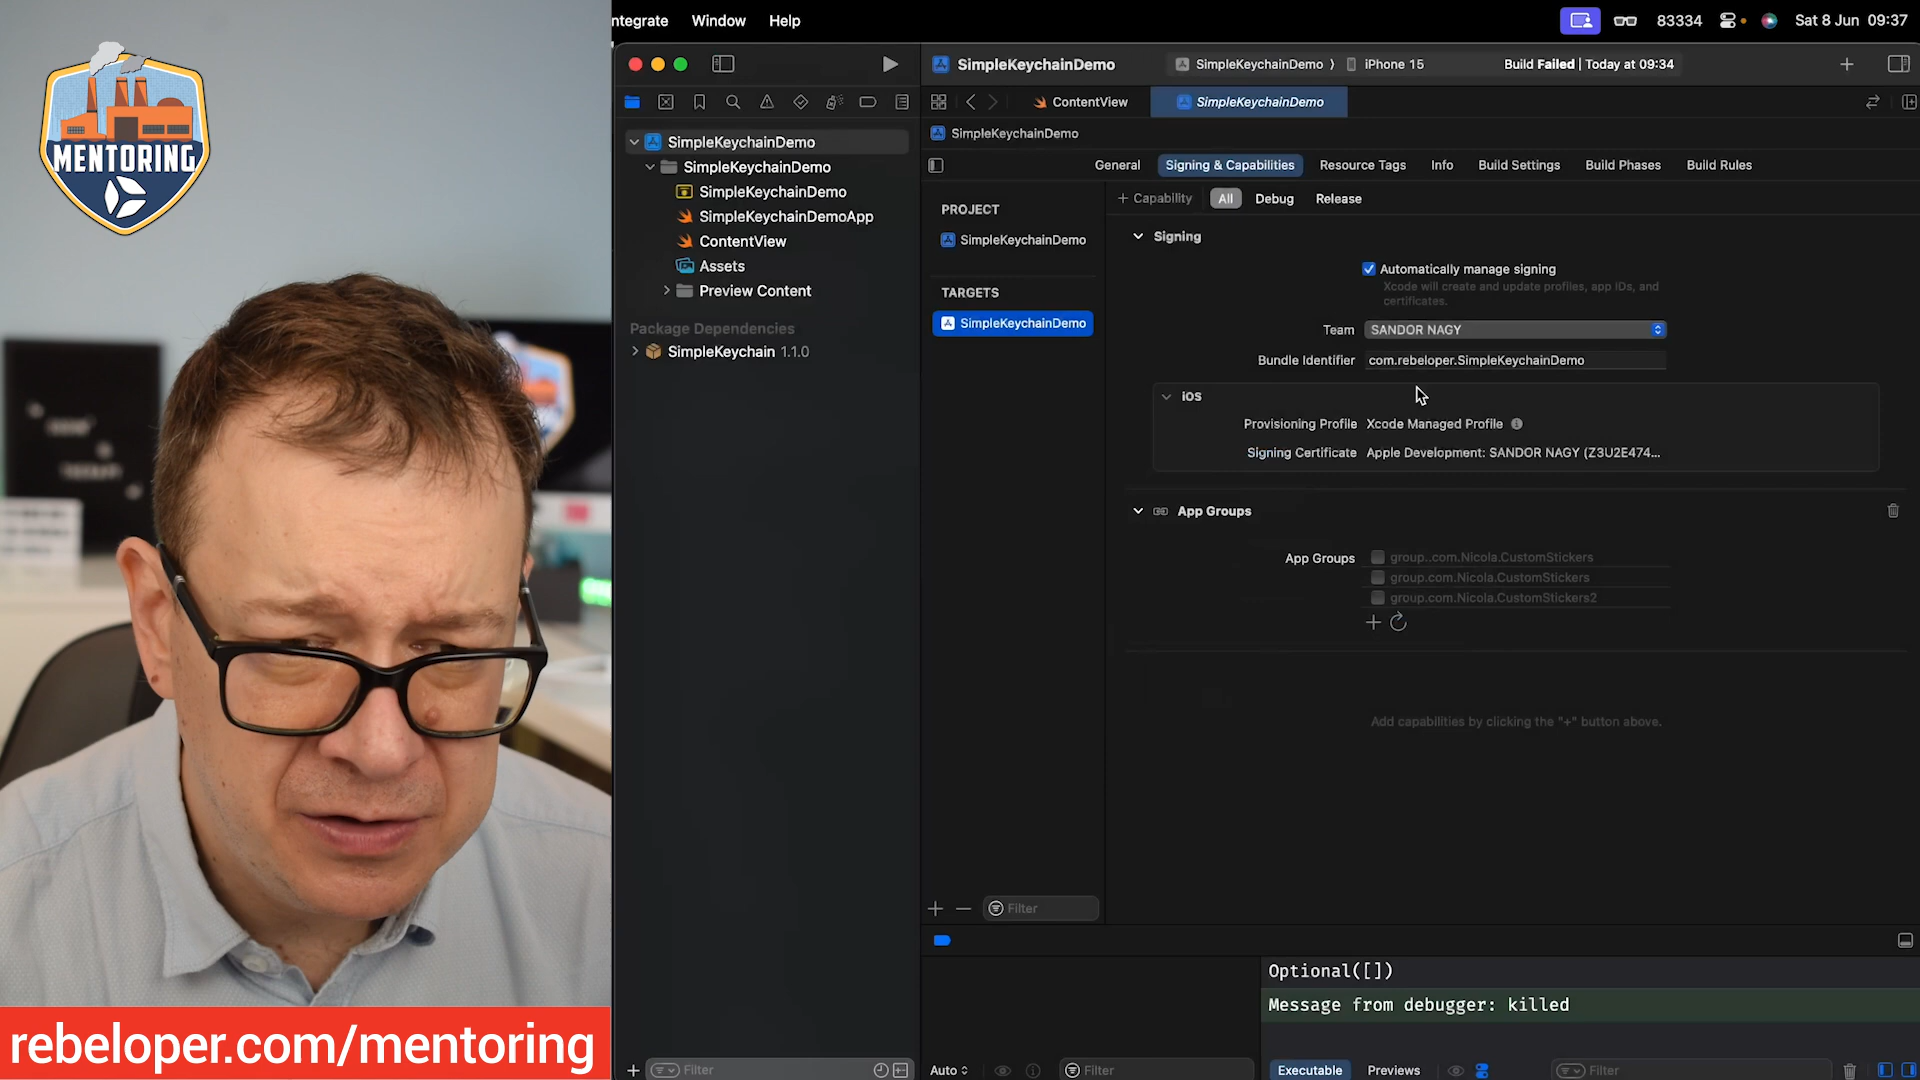 MENTORING
rebeloper.com/mentoring
ntegrate Window Help
83334 Sat 8 Jun 09:37
SimpleKeychainDemo
SimpleKeychainDemo
SimpleKeychainDemo
SimpleKeychainDemoApp
ContentView
Assets
Preview Content
Package Dependencies
SimpleKeychain 1.1.0
Filter
SimpleKeychainDemo SimpleKeychainDemo iPhone 15 Build Failed | Today at 09:34
ContentView SimpleKeychainDemo
SimpleKeychainDemo
General Signing & Capabilities Resource Tags Info Build Settings Build Phases Build Rules
PROJECT
SimpleKeychainDemo
TARGETS
SimpleKeychainDemo
Filter
+ Capability All Debug Release
Signing
Automatically manage signing
Xcode will create and update profiles, app IDs, and
certificates.
Team SANDOR NAGY
Bundle Identifier com.rebeloper.SimpleKeychainDemo
iOS
Provisioning Profile Xcode Managed Profile
Signing Certificate Apple Development: SANDOR NAGY (Z3U2E474...
App Groups
App Groups group..com.Nicola.CustomStickers
group.com.Nicola.CustomStickers
group.com.Nicola.CustomStickers2
Add capabilities by clicking the "+" button above.
Optional([])
Message from debugger: killed
Auto Filter
Executable Previews Filter